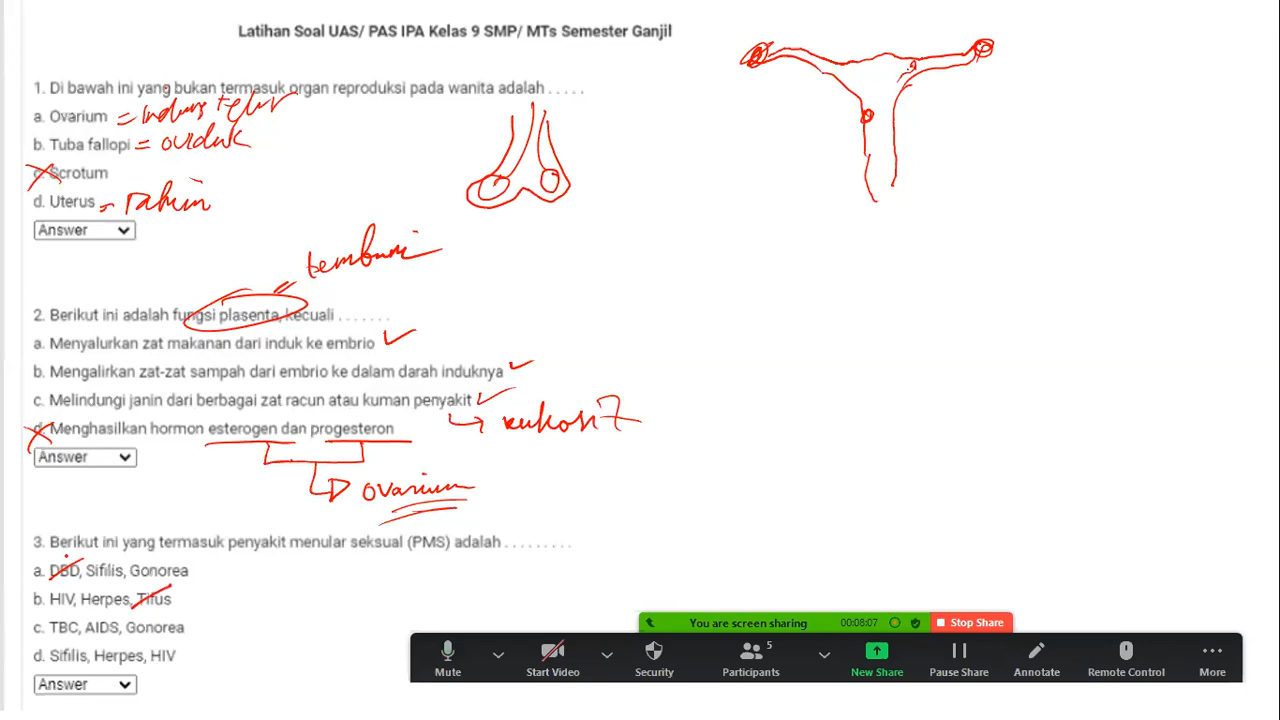 Latihan Soal UAS/ PAS IPA Kelas 9 SMP/ MTs Semester Ganjil
1. Di bawah ini yang bukan termasuk organ reproduksi pada wanita adalah . . . . .
a. Ovarium = indung telur
b. Tuba fallopi = oviduk
c. Scrotum
d. Uterus = rahim
Answer
tembuni
2. Berikut ini adalah fungsi plasenta, kecuali . . . . . . .
a. Menyalurkan zat makanan dari induk ke embrio
b. Mengalirkan zat-zat sampah dari embrio ke dalam darah induknya
c. Melindungi janin dari berbagai zat racun atau kuman penyakit
d. Menghasilkan hormon esterogen dan progesteron
Answer
ovarium
3. Berikut ini yang termasuk penyakit menular seksual (PMS) adalah . . . . . . . . .
a. DBD, Sifilis, Gonorea
b. HIV, Herpes, Tifus
c. TBC, AIDS, Gonorea
d. Sifilis, Herpes, HIV
Answer
You are screen sharing 00:08:07 Stop Share
Mute Start Video Security Participants 5 New Share Pause Share Annotate Remote Control More